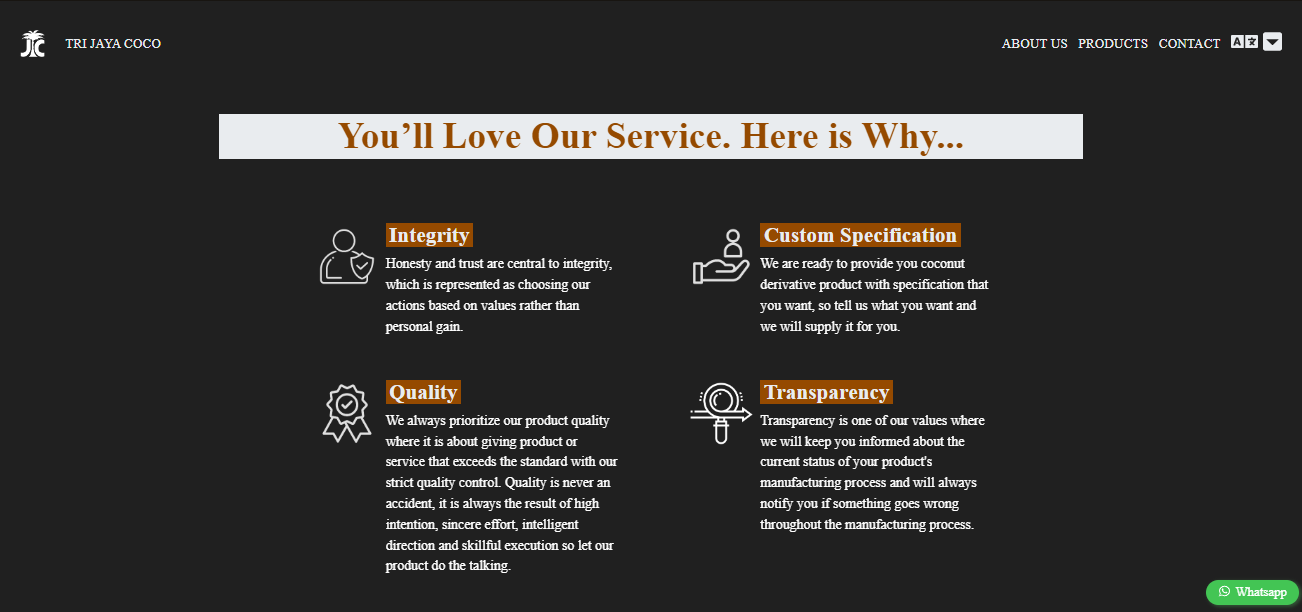 TRI JAYA COCO
ABOUT US PRODUCTS CONTACT
You’ll Love Our Service. Here is Why...
Integrity
Honesty and trust are central to integrity,
which is represented as choosing our
actions based on values rather than
personal gain.
Custom Specification
We are ready to provide you coconut
derivative product with specification that
you want, so tell us what you want and
we will supply it for you.
Quality
We always prioritize our product quality
where it is about giving product or
service that exceeds the standard with our
strict quality control. Quality is never an
accident, it is always the result of high
intention, sincere effort, intelligent
direction and skillful execution so let our
product do the talking.
Transparency
Transparency is one of our values where
we will keep you informed about the
current status of your product's
manufacturing process and will always
notify you if something goes wrong
throughout the manufacturing process.
Whatsapp